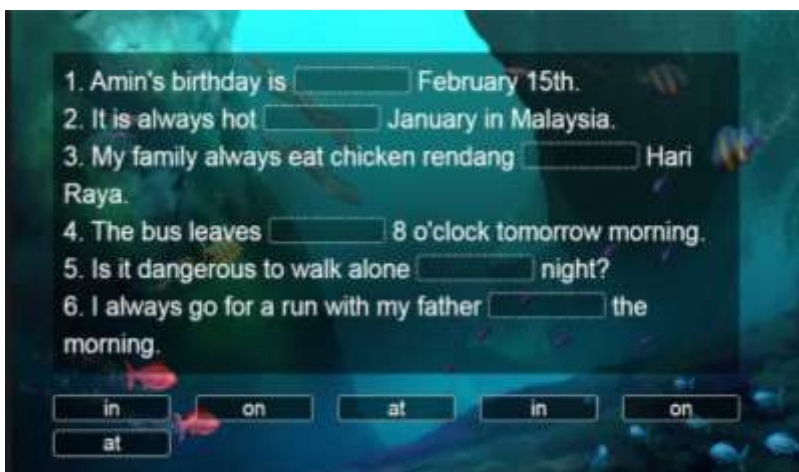 1. Amin's birthday is February 15th.
2. It is always hot January in Malaysia.
3. My family always eat chicken rendang Hari
Raya.
4. The bus leaves 8 o'clock tomorrow morning.
5. Is it dangerous to walk alone night?
6. I always go for a run with my father the
morning.
in on at in on
at